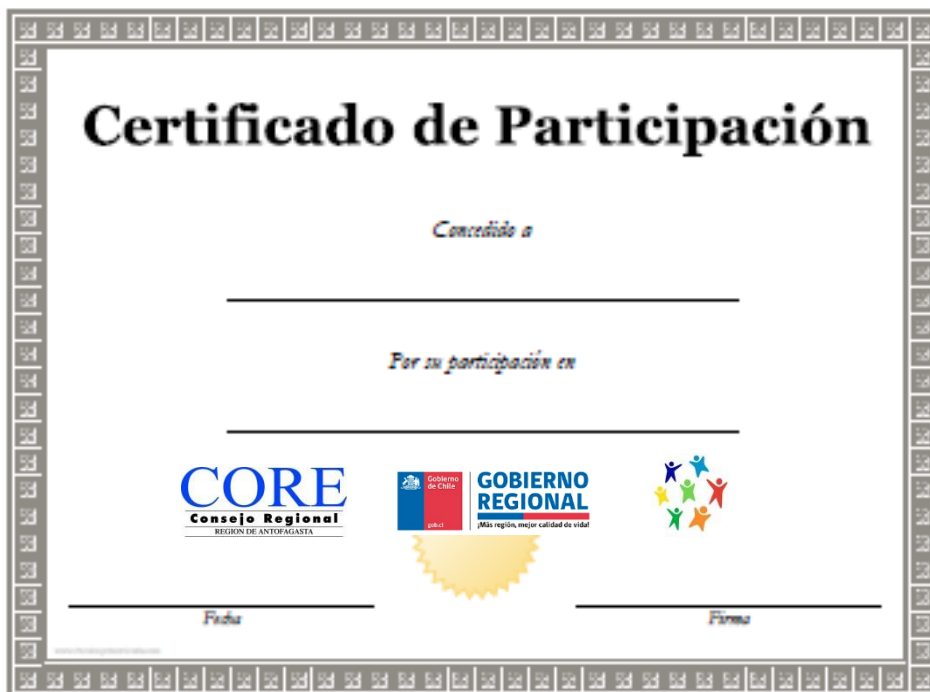 Certificado de Participación
Concedido a
Por su participación en
CORE
Consejo Regional
REGION DE ANTOFAGASTA
Gobierno
de Chile
gob.cl
GOBIERNO
REGIONAL
¡Más región, mejor calidad de vida!
Fecha
Firma